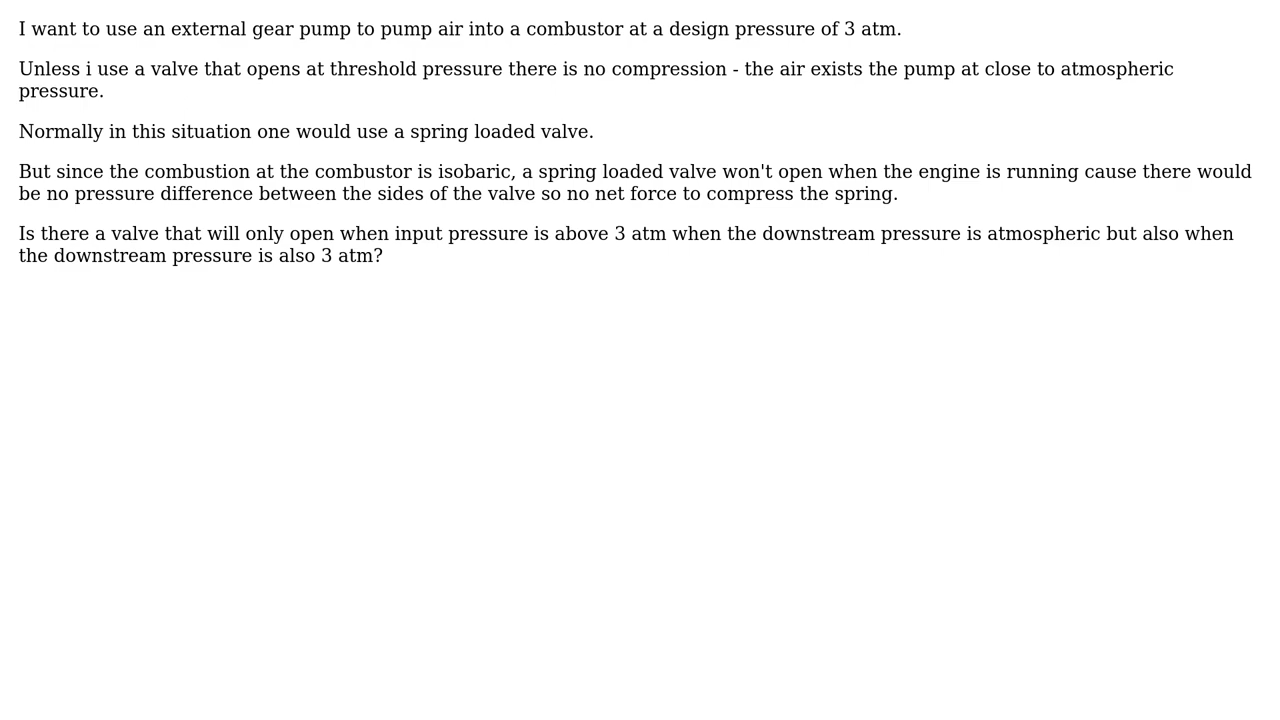 I want to use an external gear pump to pump air into a combustor at a design pressure of 3 atm.
Unless i use a valve that opens at threshold pressure there is no compression - the air exists the pump at close to atmospheric
pressure.
Normally in this situation one would use a spring loaded valve.
But since the combustion at the combustor is isobaric, a spring loaded valve won't open when the engine is running cause there would
be no pressure difference between the sides of the valve so no net force to compress the spring.
Is there a valve that will only open when input pressure is above 3 atm when the downstream pressure is atmospheric but also when
the downstream pressure is also 3 atm?